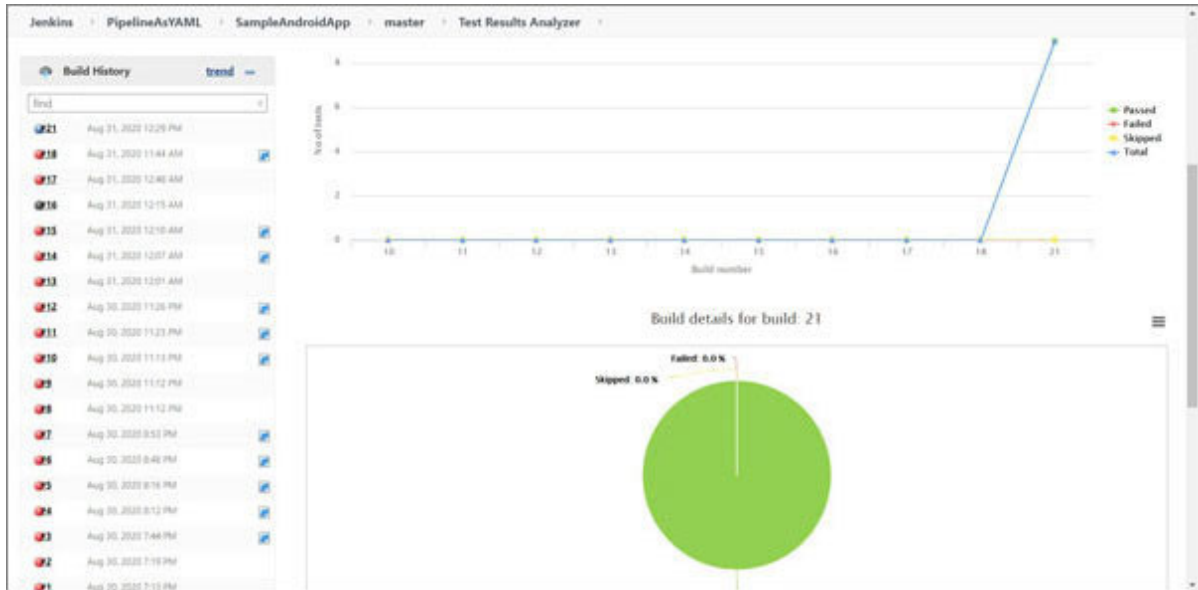 Jenkins PipelineAsYAML SampleAndroidApp master Test Results Analyzer
Build History trend
find
#21 Aug 31, 2020 12:29 PM
#18 Aug 31, 2020 11:44 AM
#17 Aug 31, 2020 12:46 AM
#16 Aug 31, 2020 12:15 AM
#15 Aug 31, 2020 12:10 AM
#14 Aug 31, 2020 12:07 AM
#13 Aug 31, 2020 12:01 AM
#12 Aug 30, 2020 11:26 PM
#11 Aug 30, 2020 11:23 PM
#10 Aug 30, 2020 11:13 PM
#9 Aug 30, 2020 11:12 PM
#8 Aug 30, 2020 11:12 PM
#7 Aug 30, 2020 8:53 PM
#6 Aug 30, 2020 8:48 PM
#5 Aug 30, 2020 8:16 PM
#4 Aug 30, 2020 8:12 PM
#3 Aug 30, 2020 7:44 PM
#2 Aug 30, 2020 7:19 PM
#1 Aug 30, 2020 7:13 PM
8
6
4
2
0
No of tests
10 11 12 13 14 15 16 17 18 21
Build number
Passed
Failed
Skipped
Total
Build details for build: 21
Failed: 0.0 %
Skipped: 0.0 %